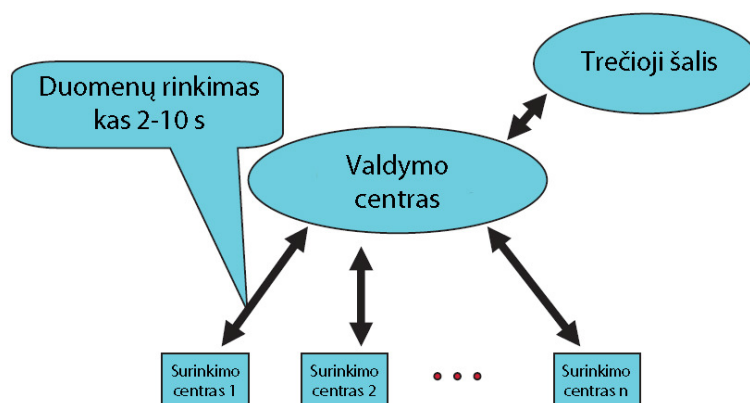 Duomenų rinkimas
kas 2-10 s
Trečioji šalis
Valdymo
centras
Surinkimo
centras 1
Surinkimo
centras 2
Surinkimo
centras n